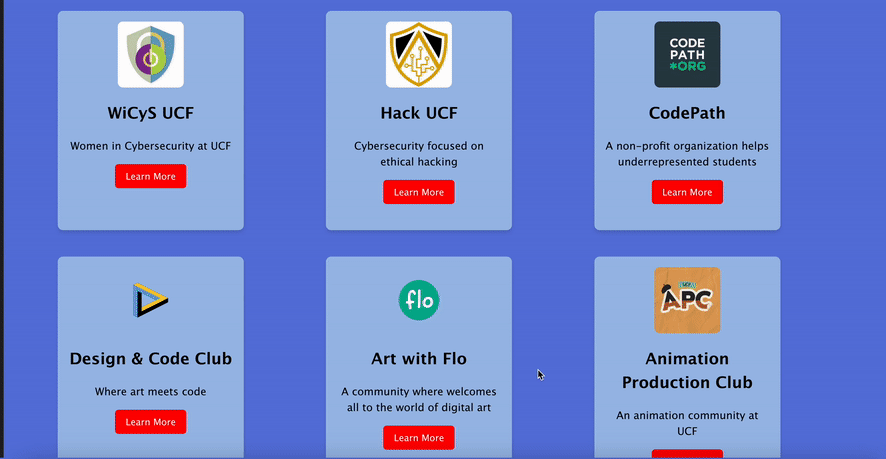 CODE
PATH
*ORG
WiCyS UCF
Women in Cybersecurity at UCF
Learn More
Hack UCF
Cybersecurity focused on
ethical hacking
Learn More
CodePath
A non-profit organization helps
underrepresented students
Learn More
Design & Code Club
Where art meets code
Learn More
flo
Art with Flo
A community where welcomes
all to the world of digital art
Learn More
APC
Animation
Production Club
An animation community at
UCF